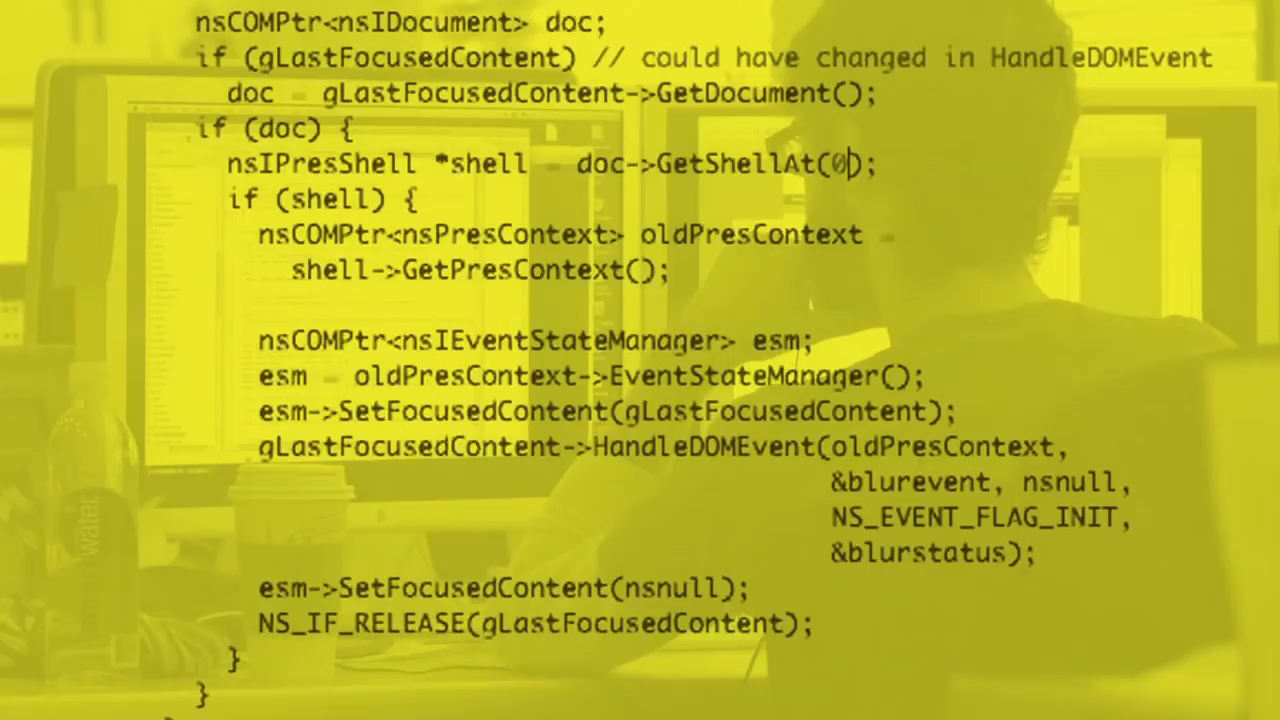 nsCOMPtr<nsIDocument> doc;
if (gLastFocusedContent) // could have changed in HandleDOMEvent
doc = gLastFocusedContent->GetDocument();
if (doc) {
nsIPresShell *shell = doc->GetShellAt(0);
if (shell) {
nsCOMPtr<nsPresContext> oldPresContext =
shell->GetPresContext();
nsCOMPtr<nsIEventStateManager> esm;
esm = oldPresContext->EventStateManager();
esm->SetFocusedContent(gLastFocusedContent);
gLastFocusedContent->HandleDOMEvent(oldPresContext,
&blurevent, nsnull,
NS_EVENT_FLAG_INIT,
&blurstatus);
esm->SetFocusedContent(nsnull);
NS_IF_RELEASE(gLastFocusedContent);
}
}
water